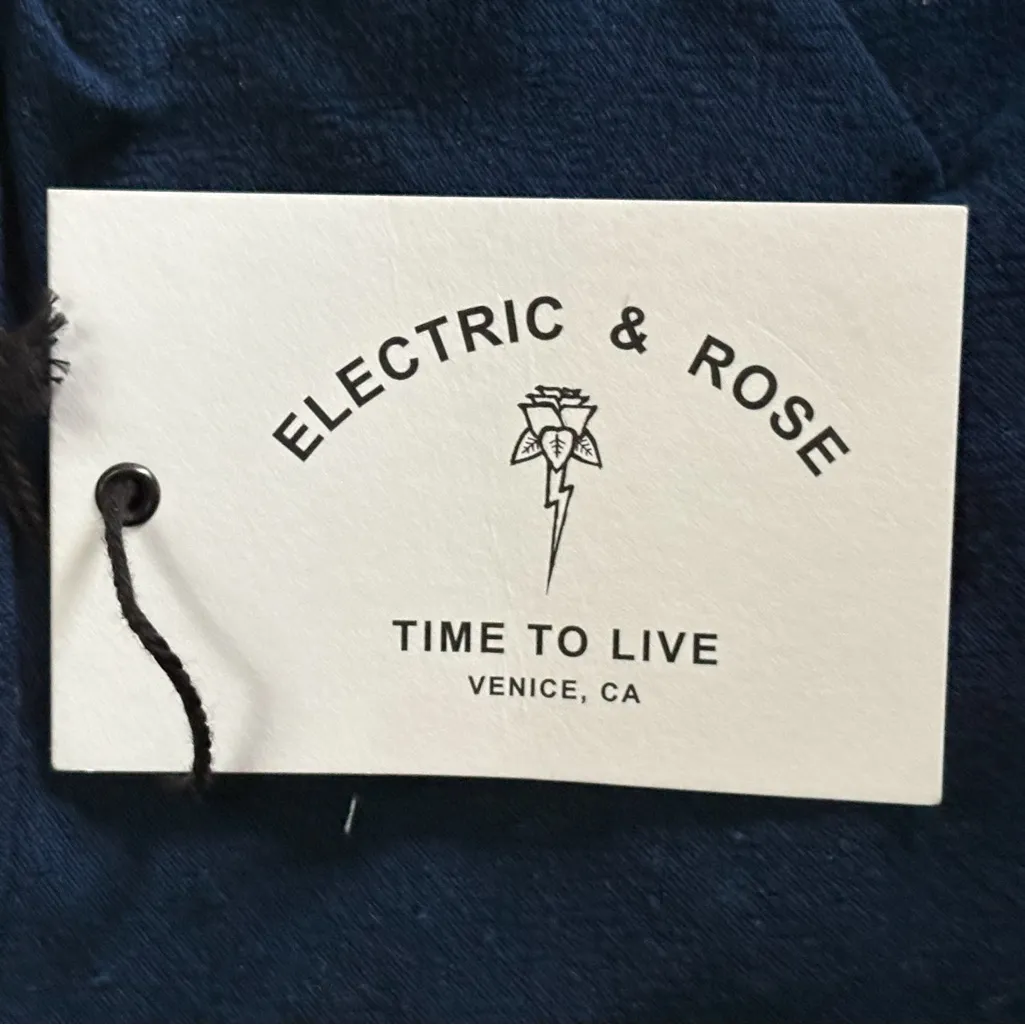 ELECTRIC & ROSE
TIME TO LIVE
VENICE, CA